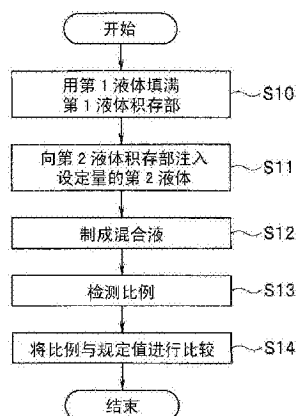 开始
用第1液体填满
第1液体积存部
S10
向第2液体积存部注入
设定量的第2液体
S11
制成混合液
S12
检测比例
S13
将比例与规定值进行比较
S14
结束